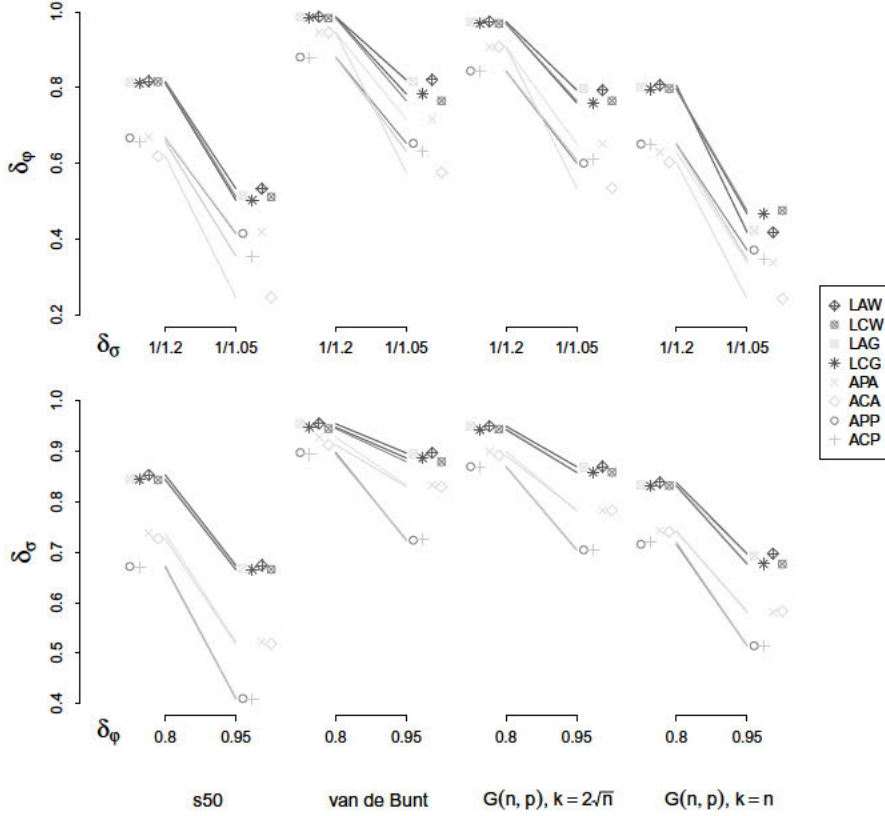 1.0
0.8
0.6
0.4
0.2
δφ
δσ
1/1.2 1/1.05 1/1.2 1/1.05 1/1.2 1/1.05 1/1.2 1/1.05
LAW
LCW
LAG
LCG
APA
ACA
APP
ACP
1.0
0.9
0.8
0.7
0.6
0.5
0.4
δσ
δφ
0.8 0.95 0.8 0.95 0.8 0.95 0.8 0.95
s50 van de Bunt G(n, p), k = 2√n G(n, p), k = n